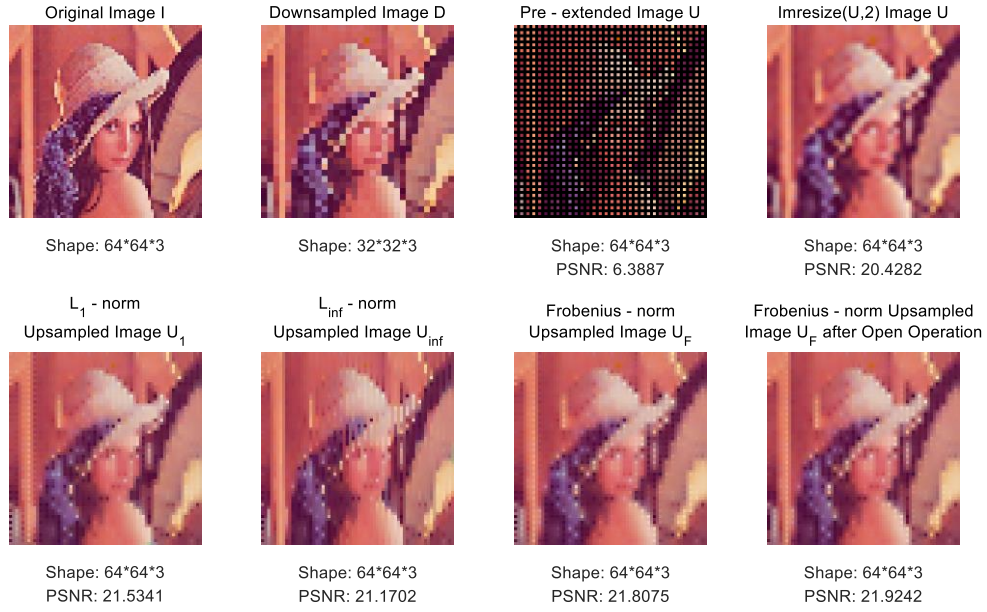 Original Image I
Downsampled Image D
Pre - extended Image U
Imresize(U,2) Image U
Shape: 64*64*3
Shape: 32*32*3
Shape: 64*64*3
PSNR: 6.3887
Shape: 64*64*3
PSNR: 20.4282
L1 - norm
Upsampled Image U1
Linf - norm
Upsampled Image Uinf
Frobenius - norm
Upsampled Image UF
Frobenius - norm Upsampled
Image UF after Open Operation
Shape: 64*64*3
PSNR: 21.5341
Shape: 64*64*3
PSNR: 21.1702
Shape: 64*64*3
PSNR: 21.8075
Shape: 64*64*3
PSNR: 21.9242